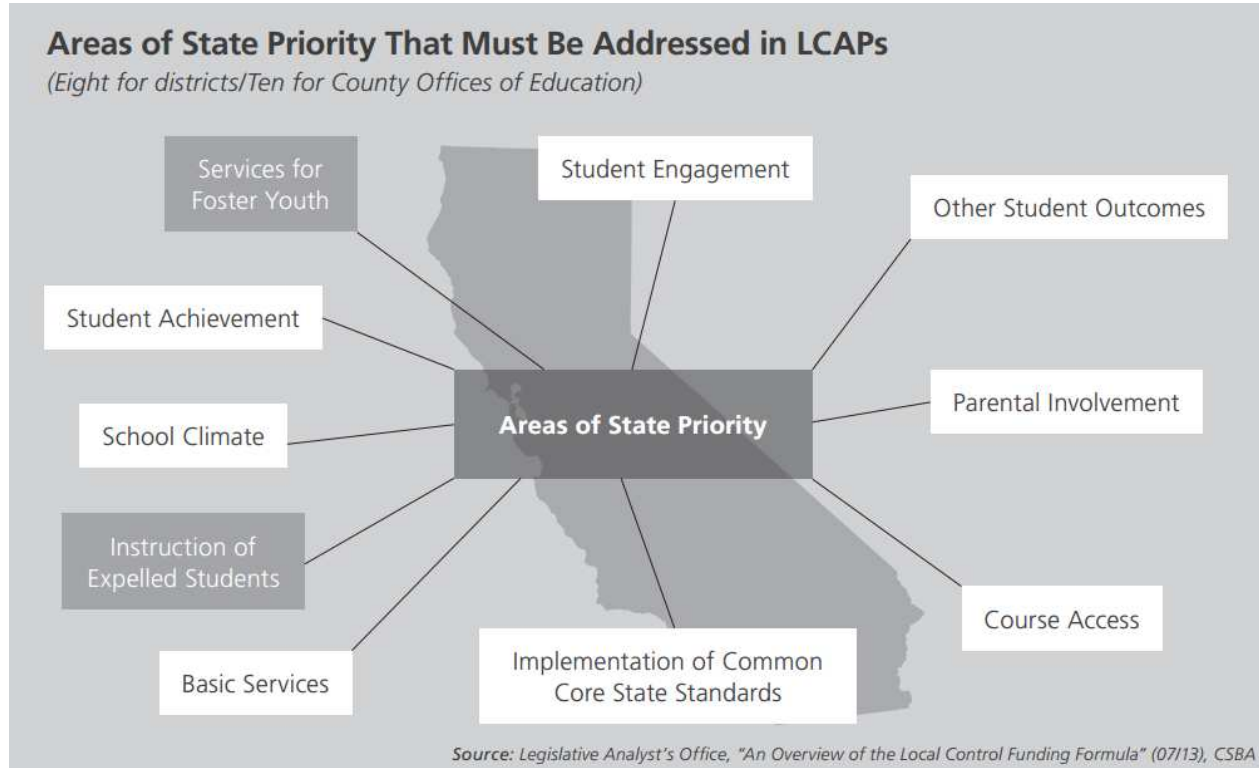 Areas of State Priority That Must Be Addressed in LCAPs
(Eight for districts/Ten for County Offices of Education)
Services for
Foster Youth
Student Engagement
Other Student Outcomes
Student Achievement
Parental Involvement
School Climate
Areas of State Priority
Instruction of
Expelled Students
Course Access
Basic Services
Implementation of Common
Core State Standards
Source: Legislative Analyst's Office, "An Overview of the Local Control Funding Formula" (07/13), CSBA